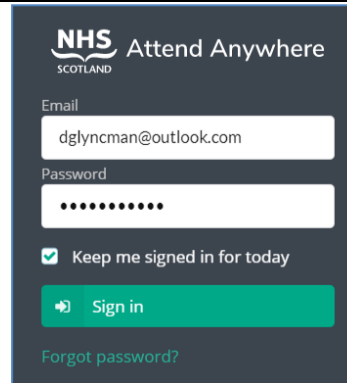 NHS
SCOTLAND
Attend Anywhere
Email
dglyncman@outlook.com
Password
•••••••••••
Keep me signed in for today
Sign in
Forgot password?